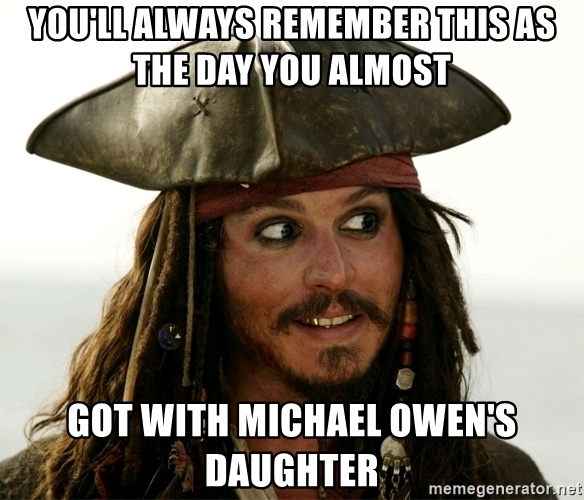 YOU'LL ALWAYS REMEMBER THIS AS
THE DAY YOU ALMOST
GOT WITH MICHAEL OWEN'S
DAUGHTER
memegenerator.net